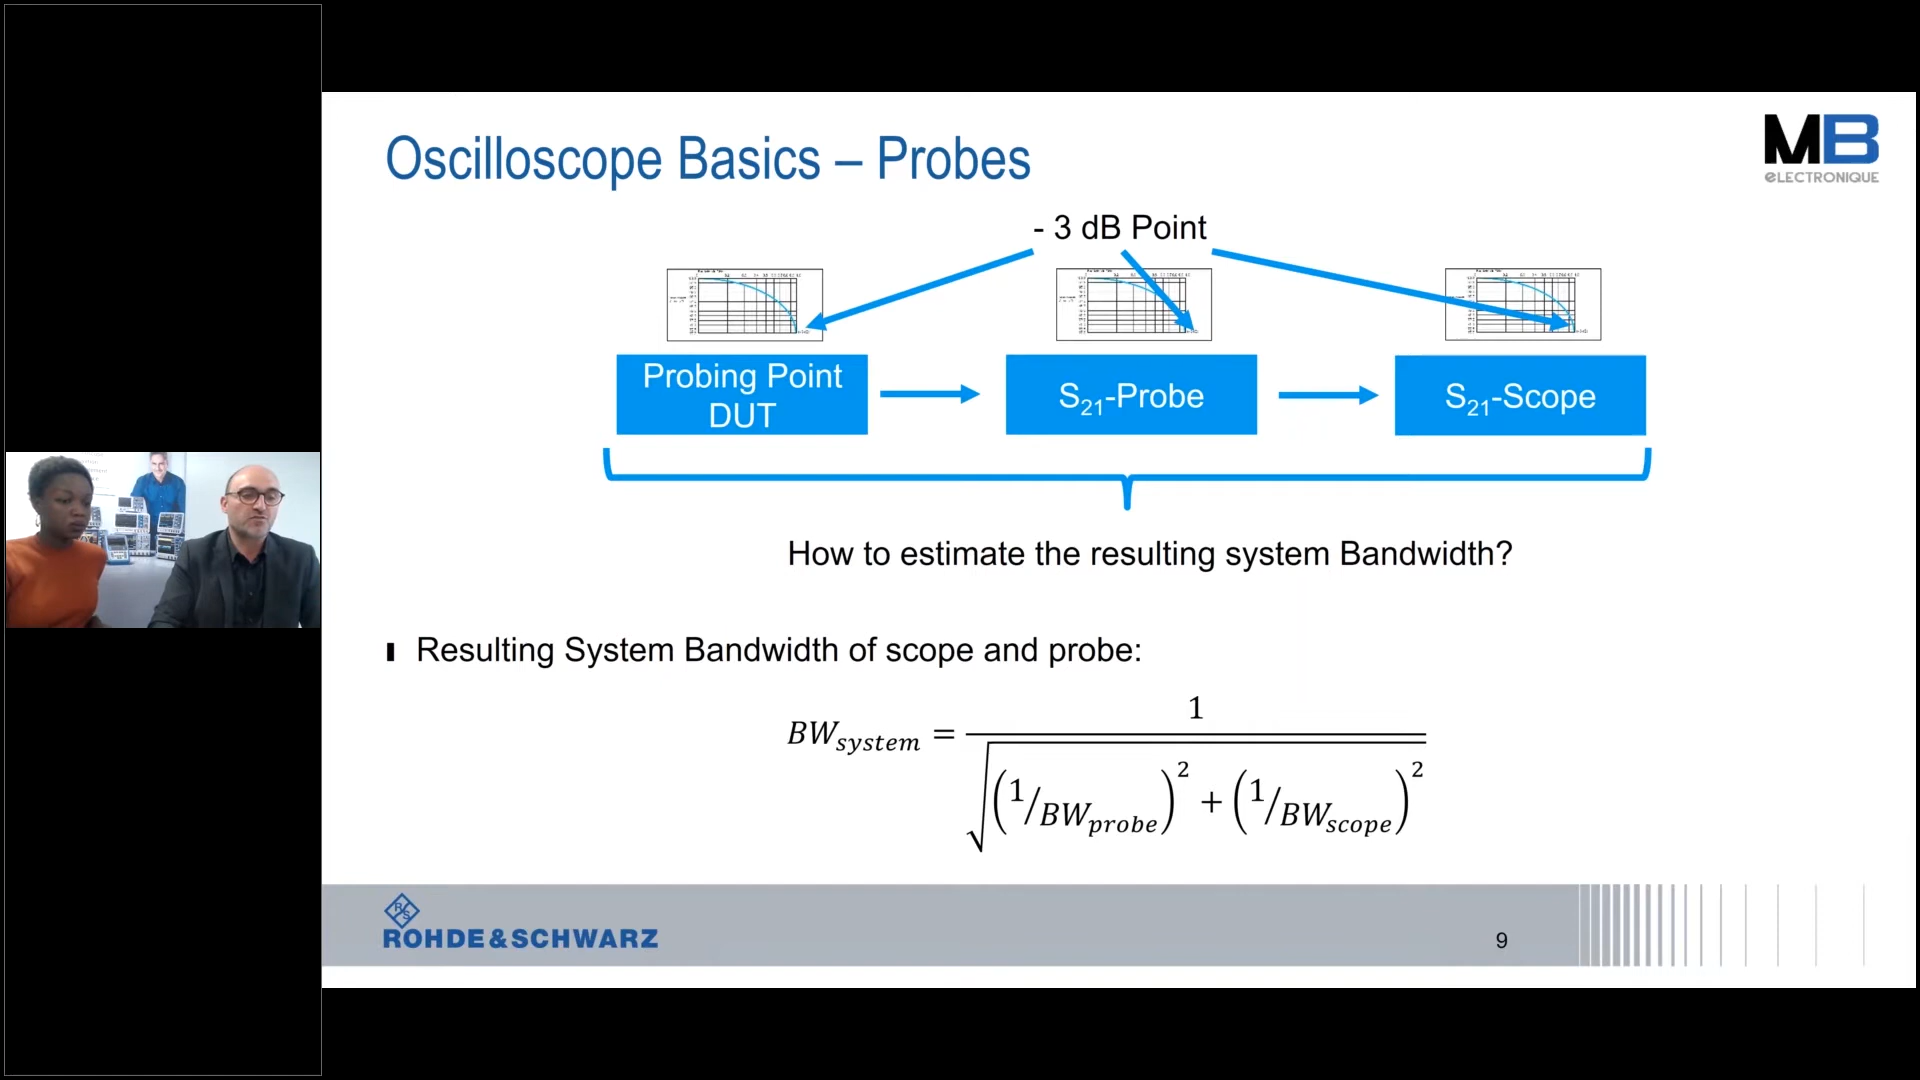 Oscilloscope Basics – Probes
MB
eLECTRONIQUE
- 3 dB Point
Probing Point
DUT
S21-Probe
S21-Scope
How to estimate the resulting system Bandwidth?
Resulting System Bandwidth of scope and probe:
BWsystem = 1 / √((1/BWprobe)² + (1/BWscope)²)
R S
ROHDE&SCHWARZ
9